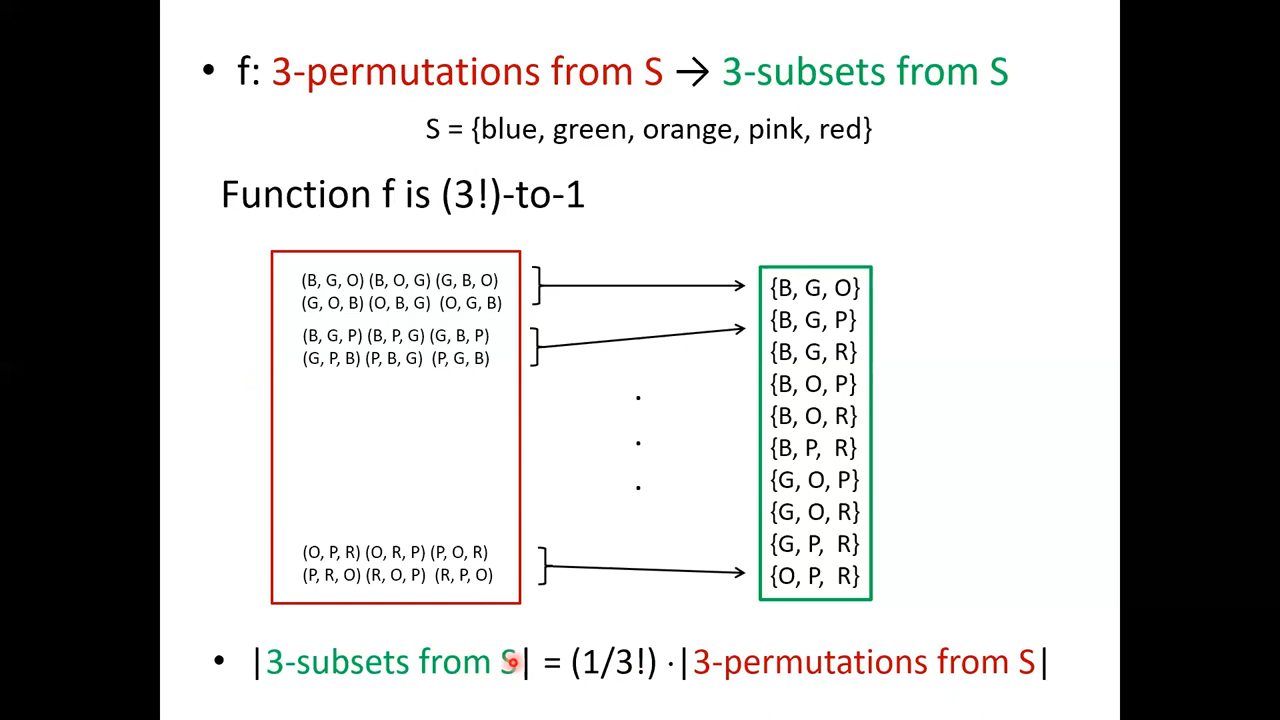 • f: 3-permutations from S → 3-subsets from S
S = {blue, green, orange, pink, red}
Function f is (3!)-to-1
(B, G, O) (B, O, G) (G, B, O)
(G, O, B) (O, B, G) (O, G, B)
(B, G, P) (B, P, G) (G, B, P)
(G, P, B) (P, B, G) (P, G, B)
(O, P, R) (O, R, P) (P, O, R)
(P, R, O) (R, O, P) (R, P, O)
{B, G, O}
{B, G, P}
{B, G, R}
{B, O, P}
{B, O, R}
{B, P, R}
{G, O, P}
{G, O, R}
{G, P, R}
{O, P, R}
• |3-subsets from S| = (1/3!) ·|3-permutations from S|